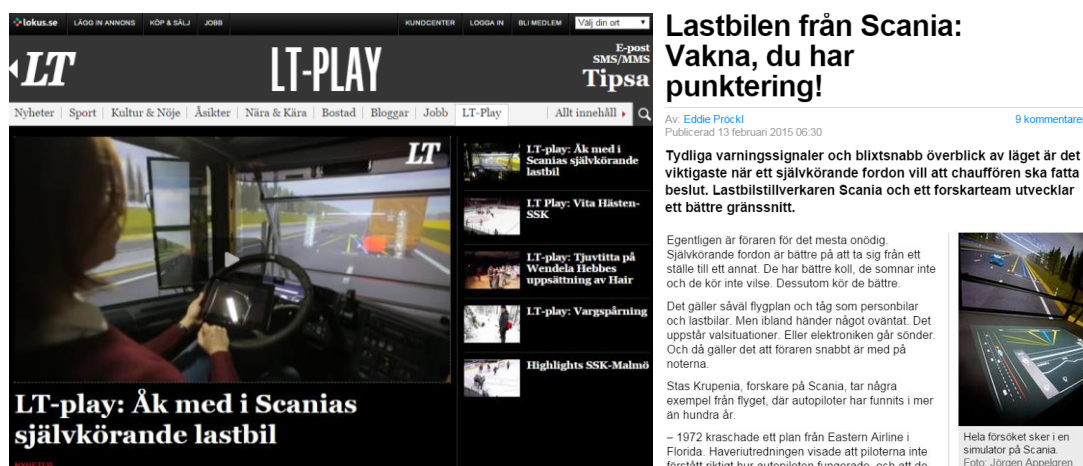 lokus.se LÄGG IN ANNONS KÖP & SÄLJ JOBB KUNDCENTER LOGGA IN BLI MEDLEM Välj din ort
LT
LT-PLAY
E-post
SMS/MMS
Tipsa
Nyheter Sport Kultur & Nöje Åsikter Nära & Kära Bostad Bloggar Jobb LT-Play Allt innehåll
LT
LT-play: Åk med i Scanias självkörande lastbil
LT-play: Åk med i
Scanias självkörande
lastbil
LT Play: Vita Hästen-
SSK
LT-play: Tjuvtitta på
Wendela Hebbes
uppsättning av Hair
LT-play: Vargspårning
Highlights SSK-Malmö
Lastbilen från Scania:
Vakna, du har
punktering!
Av: Eddie Pröckl 9 kommentarer
Publicerad 13 februari 2015 06:30
Tydliga varningssignaler och blixtsnabb överblick av läget är det
viktigaste när ett självkörande fordon vill att chauffören ska fatta
beslut. Lastbilstillverkaren Scania och ett forskarteam utvecklar
ett bättre gränssnitt.
Egentligen är föraren för det mesta onödig.
Självkörande fordon är bättre på att ta sig från ett
ställe till ett annat. De har bättre koll, de somnar inte
och de kör inte vilse. Dessutom kör de bättre.
Det gäller såväl flygplan och tåg som personbilar
och lastbilar. Men ibland händer något oväntat. Det
uppstår valsituationer. Eller elektroniken går sönder.
Och då gäller det att föraren snabbt är med på
noterna.
Stas Krupenia, forskare på Scania, tar några
exempel från flyget, där autopiloter har funnits i mer
än hundra år.
– 1972 kraschade ett plan från Eastern Airline i
Florida. Haveriutredningen visade att piloterna inte
förstått riktigt hur autopiloten fungerade, och att de
Hela försöket sker i en
simulator på Scania.
Foto: Jörgen Appelgren